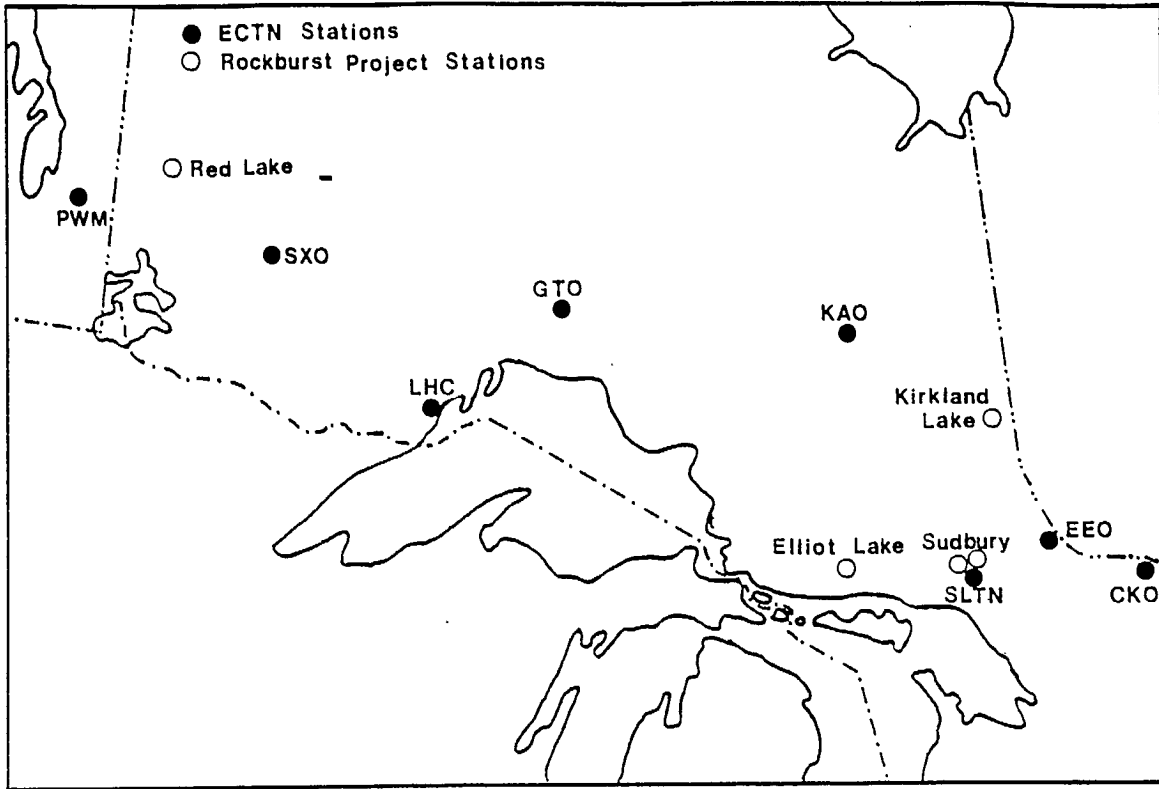 ECTN Stations
Rockburst Project Stations
Red Lake
PWM
SXO
GTO
KAO
LHC
Kirkland
Lake
EEO
Elliot Lake
Sudbury
SLTN
CKO